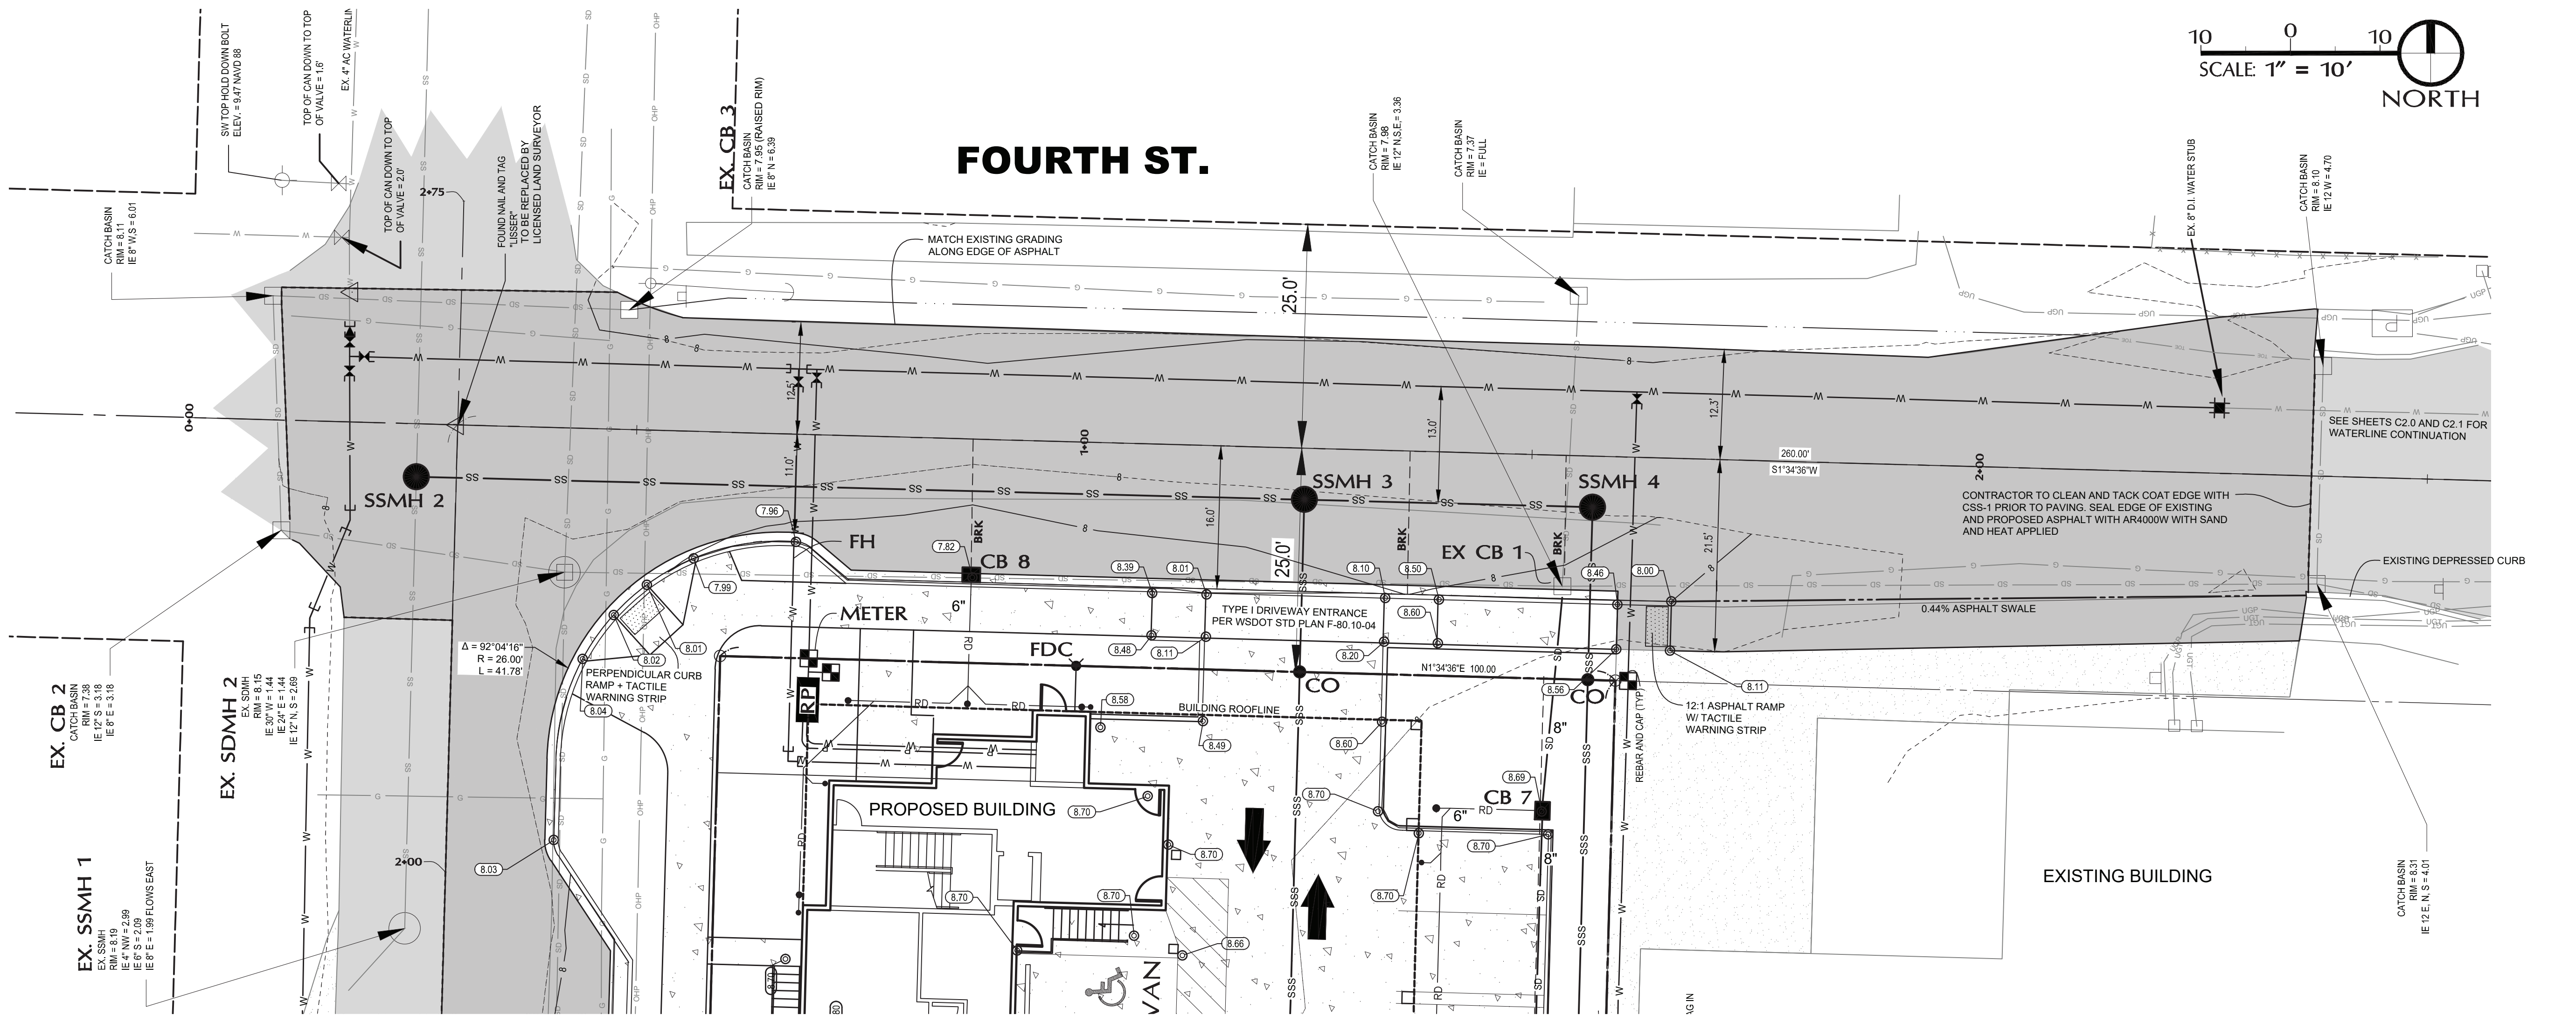 10 0 10
SCALE: 1" = 10'
NORTH
FOURTH ST.
SW TOP HOLD DOWN BOLT
ELEV. = 9.47 NAVD 88
TOP OF CAN DOWN TO TOP
OF VALVE = 1.6'
EX. 4" AC WATERLIN
TOP OF CAN DOWN TO TOP
OF VALVE = 2.0'
2+75
FOUND NAIL AND TAG
"LISSER"
TO BE REPLACED BY
LICENSED LAND SURVEYOR
EX. CB 3
CATCH BASIN
RIM = 7.95 (RAISED RIM)
IE 8" N = 6.39
CATCH BASIN
RIM = 8.11
IE 8" W,S = 6.01
CATCH BASIN
RIM = 7.98
IE 12" N,S,E,= 3.36
CATCH BASIN
RIM = 7.37
IE = FULL
EX. 8" D.I. WATER STUB
CATCH BASIN
RIM = 8.10
IE 12 W = 4.70
MATCH EXISTING GRADING
ALONG EDGE OF ASPHALT
25.0'
12.5'
11.0'
13.0'
12.3'
16.0'
21.5'
25.0'
0+00
1+00
2+00
260.00'
S1°34'36"W
SEE SHEETS C2.0 AND C2.1 FOR
WATERLINE CONTINUATION
SSMH 2
SSMH 3
SSMH 4
CONTRACTOR TO CLEAN AND TACK COAT EDGE WITH
CSS-1 PRIOR TO PAVING. SEAL EDGE OF EXISTING
AND PROPOSED ASPHALT WITH AR4000W WITH SAND
AND HEAT APPLIED
EXISTING DEPRESSED CURB
7.96
FH
BRK
BRK
BRK
7.82
CB 8
EX CB 1
8.39
8.01
8.10
8.50
8.46
8.00
7.99
METER
6"
TYPE I DRIVEWAY ENTRANCE
PER WSDOT STD PLAN F-80.10-04
8.60
0.44% ASPHALT SWALE
Δ = 92°04'16"
R = 26.00'
L = 41.78'
8.01
8.02
PERPENDICULAR CURB
RAMP + TACTILE
WARNING STRIP
8.04
FDC
8.48
8.11
8.20
N1°34'36"E 100.00
CO
CO
8.56
8.11
12:1 ASPHALT RAMP
W/ TACTILE
WARNING STRIP
REBAR AND CAP (TYP)
RP
8.58
BUILDING ROOFLINE
8.49
8.60
8"
EX. CB 2
CATCH BASIN
RIM = 7.38
IE 12" S = 3.18
IE 8" E = 3.18
EX. SDMH 2
EX. SDMH
RIM = 8.15
IE 30" W = 1.44
IE 24" E = 1.44
IE 12" N, S = 2.69
PROPOSED BUILDING
8.70
8.70
8.69
CB 7
6"
8.70
8"
8.70
8.70
8.70
8.70
8.66
8.70
VAN
8.03
2+00
EX. SSMH 1
EX. SSMH
RIM = 8.19
IE 4" NW = 2.99
IE 6" S = 2.09
IE 8" E = 1.99 FLOWS EAST
EXISTING BUILDING
CATCH BASIN
RIM = 8.31
IE 12 E, N, S = 4.01
AG IN